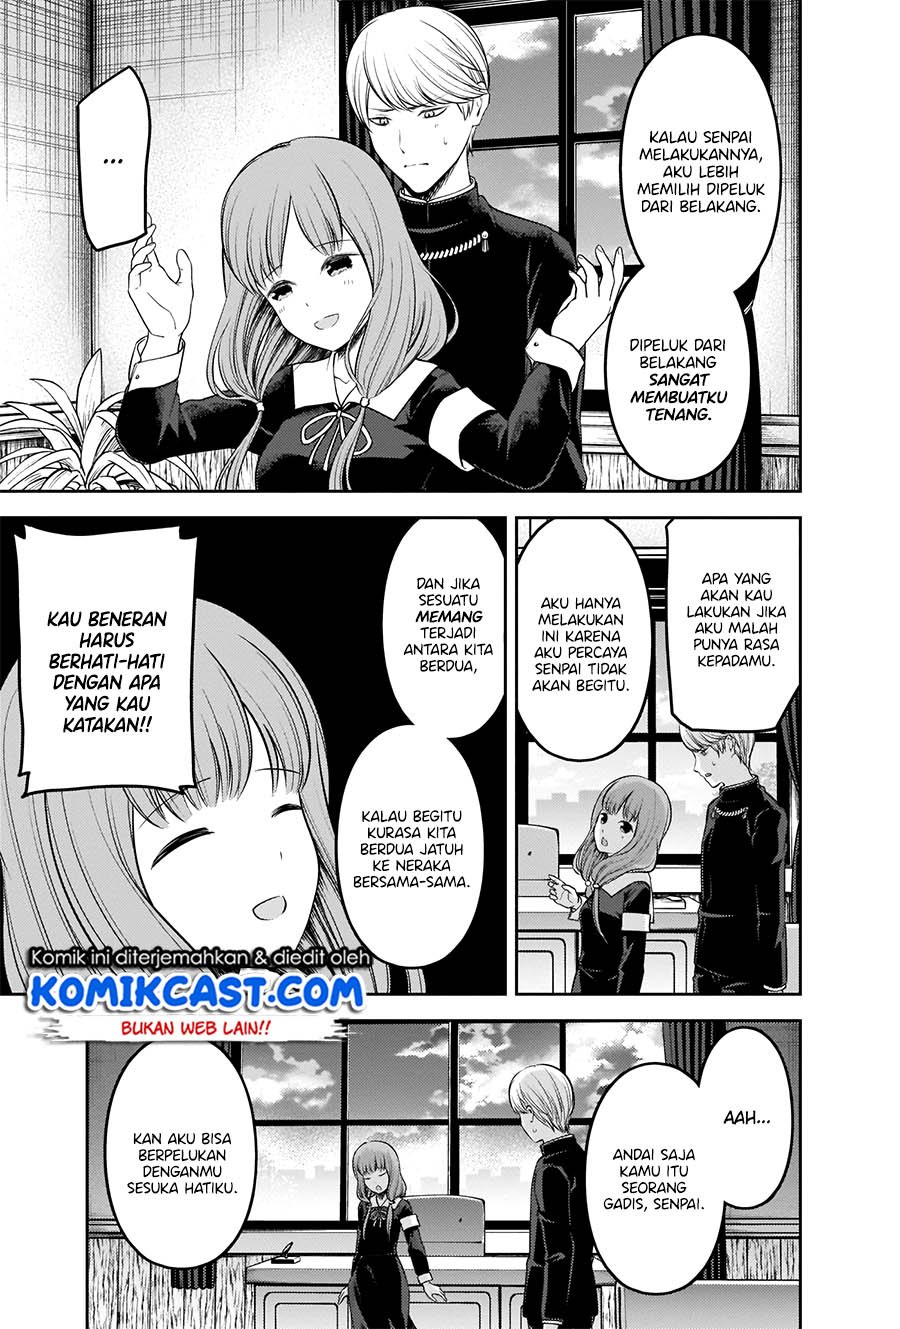 KALAU SENPAI
MELAKUKANNYA,
AKU LEBIH
MEMILIH DIPELUK
DARI BELAKANG.
DIPELUK DARI
BELAKANG
SANGAT
MEMBUATKU
TENANG.
...
APA YANG
AKAN KAU
LAKUKAN JIKA
AKU MALAH
PUNYA RASA
KEPADAMU.
AKU HANYA
MELAKUKAN
INI KARENA
AKU PERCAYA
SENPAI TIDAK
AKAN BEGITU.
DAN JIKA
SESUATU
MEMANG
TERJADI
ANTARA KITA
BERDUA,
KALAU BEGITU
KURASA KITA
BERDUA JATUH
KE NERAKA
BERSAMA-SAMA.
KAU BENERAN
HARUS
BERHATI-HATI
DENGAN APA
YANG KAU
KATAKAN!!
Komik ini diterjemahkan & diedit oleh
KOMIKCAST.COM
BUKAN WEB LAIN!!
AAH...
ANDAI SAJA
KAMU ITU
SEORANG
GADIS, SENPAI.
KAN AKU BISA
BERPELUKAN
DENGANMU
SESUKA HATIKU.